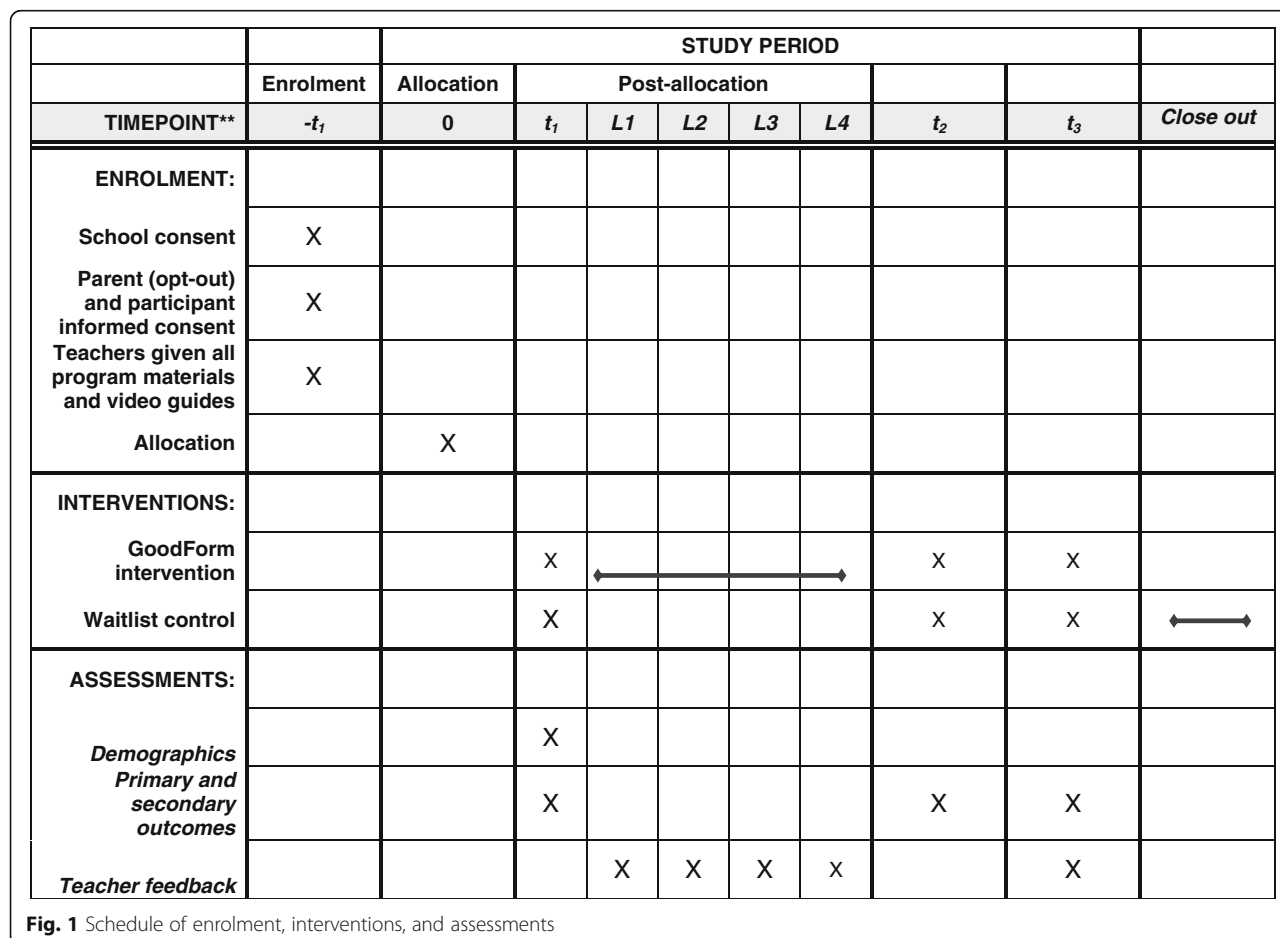 STUDY PERIOD
Enrolment Allocation Post-allocation
TIMEPOINT** -t₁ 0 t₁ L1 L2 L3 L4 t₂ t₃ Close out
ENROLMENT:
School consent X
Parent (opt-out)
and participant X
informed consent
Teachers given all
program materials X
and video guides
Allocation X
INTERVENTIONS:
GoodForm
intervention X X X
Waitlist control X X X
ASSESSMENTS:
Demographics X
Primary and
secondary X X X
outcomes
Teacher feedback X X X X X
Fig. 1 Schedule of enrolment, interventions, and assessments